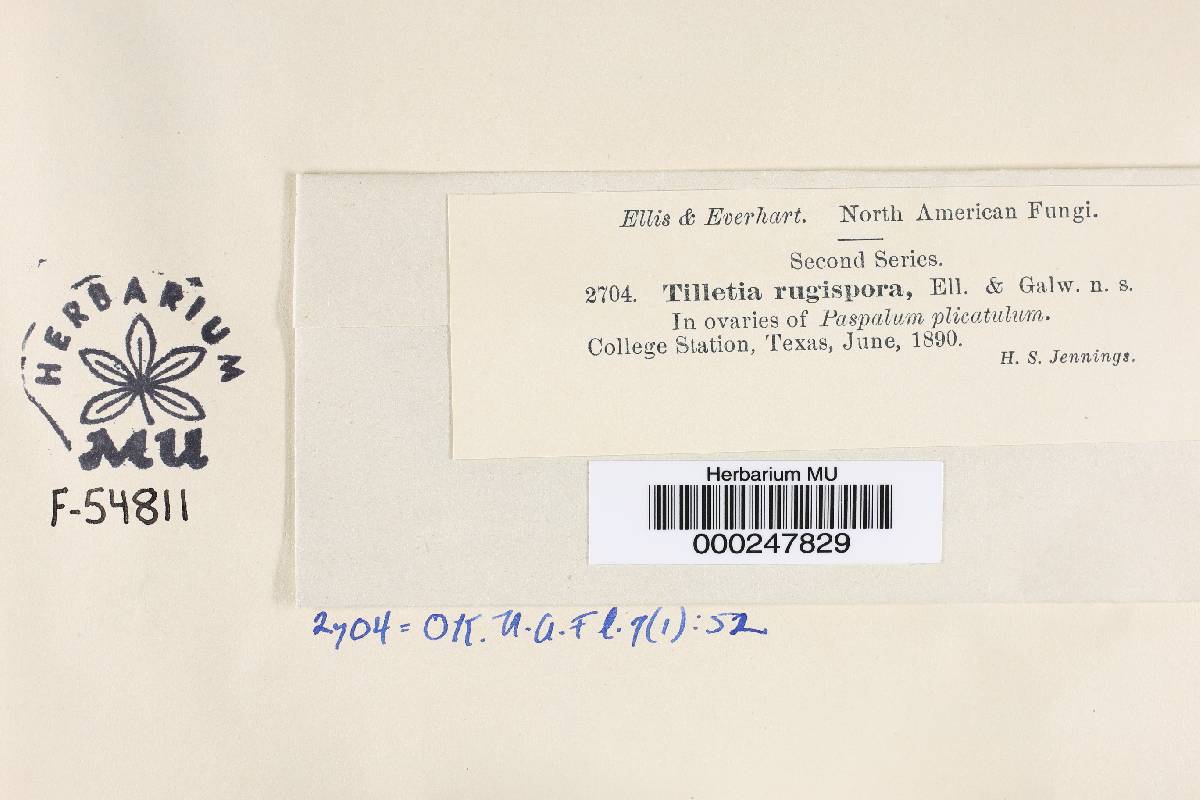 HERBARIUM
MU
F-54811
Ellis & Everhart. North American Fungi.
Second Series.
2704. Tilletia rugispora, Ell. & Galw. n. s.
In ovaries of Paspalum plicatulum.
College Station, Texas, June, 1890.
H. S. Jennings.
Herbarium MU
000247829
2704 = OK. N.A.Fl. 7(1):52